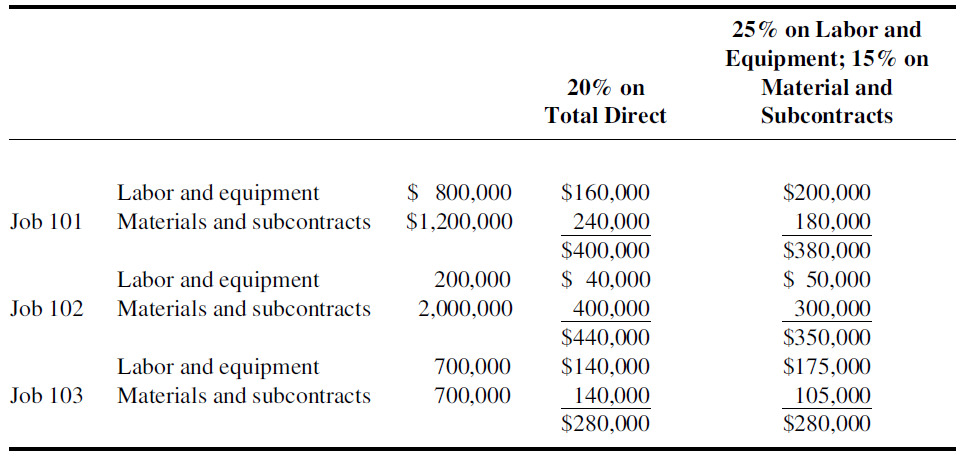 25% on Labor and
Equipment; 15% on
20% on Material and
Total Direct Subcontracts
Labor and equipment $ 800,000 $160,000 $200,000
Job 101 Materials and subcontracts $1,200,000 240,000 180,000
$400,000 $380,000
Labor and equipment 200,000 $ 40,000 $ 50,000
Job 102 Materials and subcontracts 2,000,000 400,000 300,000
$440,000 $350,000
Labor and equipment 700,000 $140,000 $175,000
Job 103 Materials and subcontracts 700,000 140,000 105,000
$280,000 $280,000